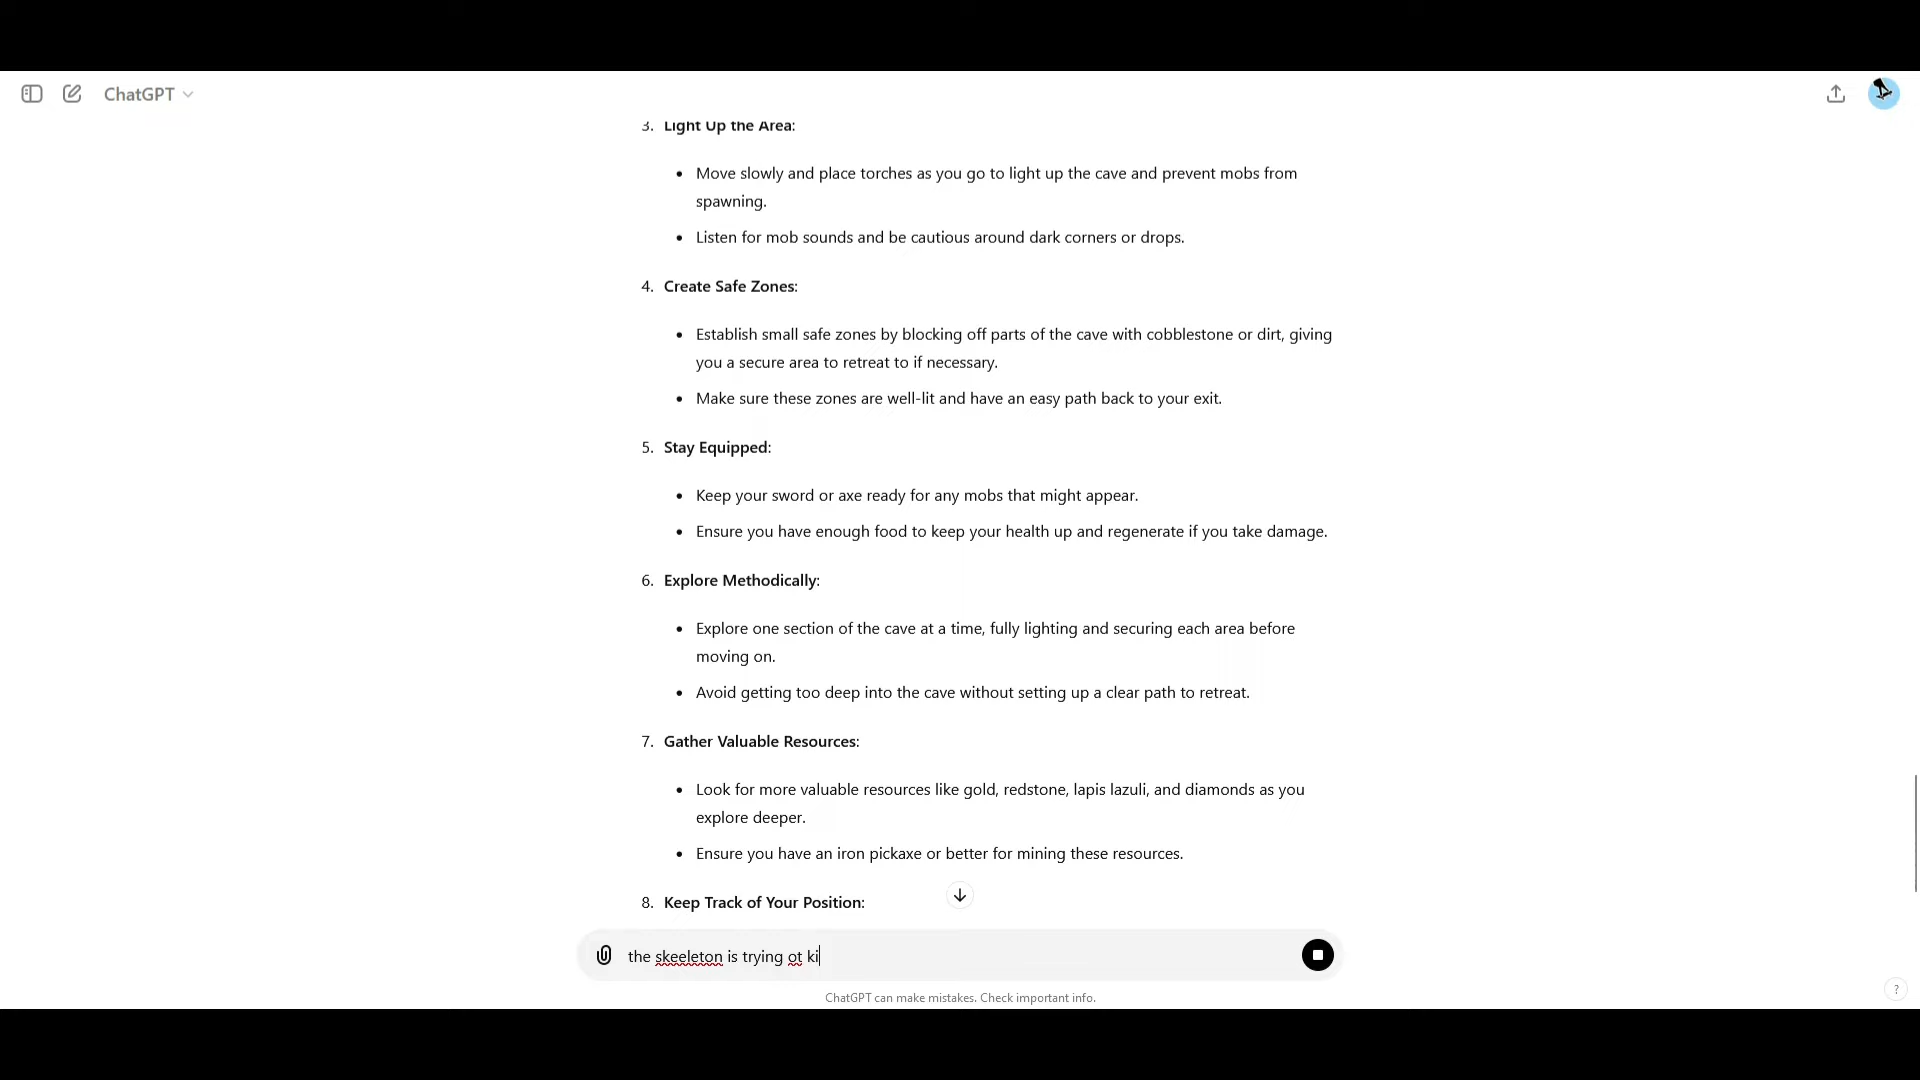 ChatGPT
3. Light Up the Area:
• Move slowly and place torches as you go to light up the cave and prevent mobs from
spawning.
• Listen for mob sounds and be cautious around dark corners or drops.
4. Create Safe Zones:
• Establish small safe zones by blocking off parts of the cave with cobblestone or dirt, giving
you a secure area to retreat to if necessary.
• Make sure these zones are well-lit and have an easy path back to your exit.
5. Stay Equipped:
• Keep your sword or axe ready for any mobs that might appear.
• Ensure you have enough food to keep your health up and regenerate if you take damage.
6. Explore Methodically:
• Explore one section of the cave at a time, fully lighting and securing each area before
moving on.
• Avoid getting too deep into the cave without setting up a clear path to retreat.
7. Gather Valuable Resources:
• Look for more valuable resources like gold, redstone, lapis lazuli, and diamonds as you
explore deeper.
• Ensure you have an iron pickaxe or better for mining these resources.
8. Keep Track of Your Position:
the skeeleton is trying ot ki
ChatGPT can make mistakes. Check important info.
?